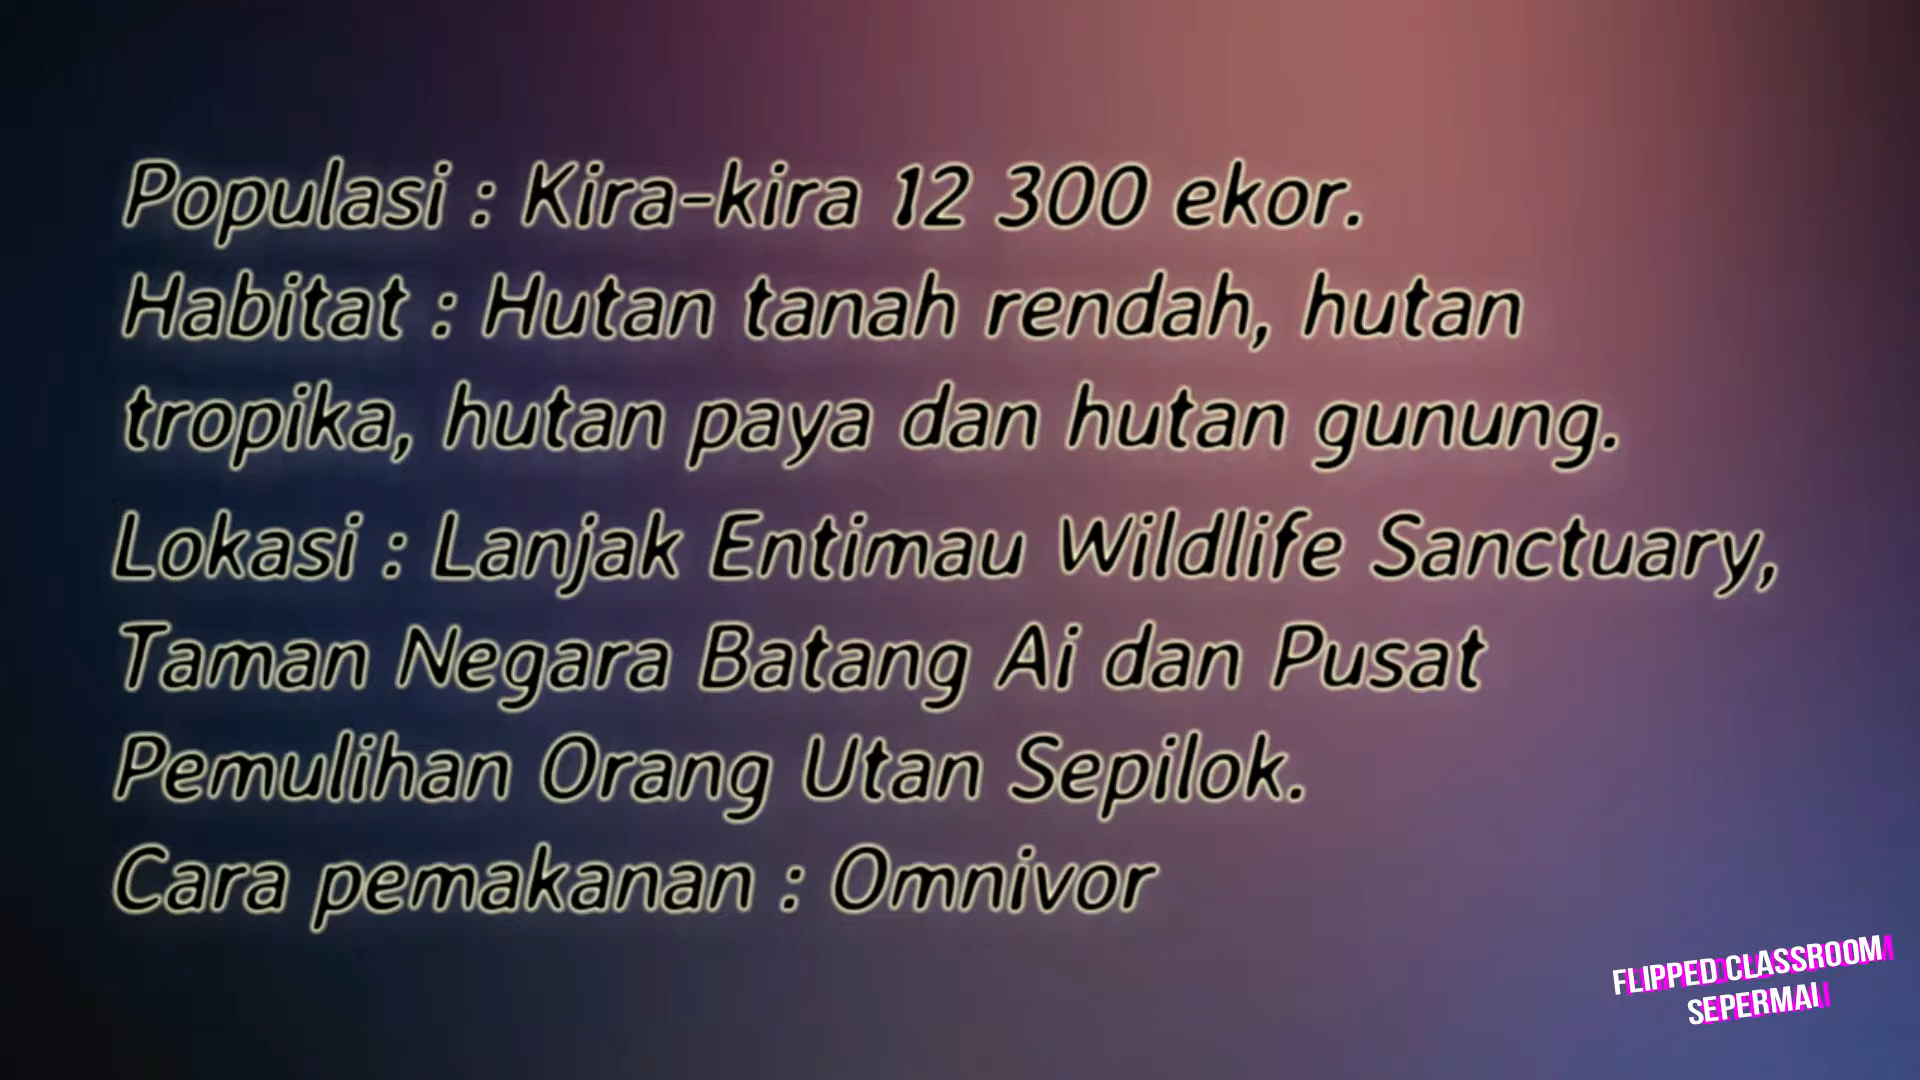 Populasi : Kira-kira 12 300 ekor.
Habitat : Hutan tanah rendah, hutan
tropika, hutan paya dan hutan gunung.
Lokasi : Lanjak Entimau Wildlife Sanctuary,
Taman Negara Batang Ai dan Pusat
Pemulihan Orang Utan Sepilok.
Cara pemakanan : Omnivor
FLIPPED CLASSROOM
SEPERMAI